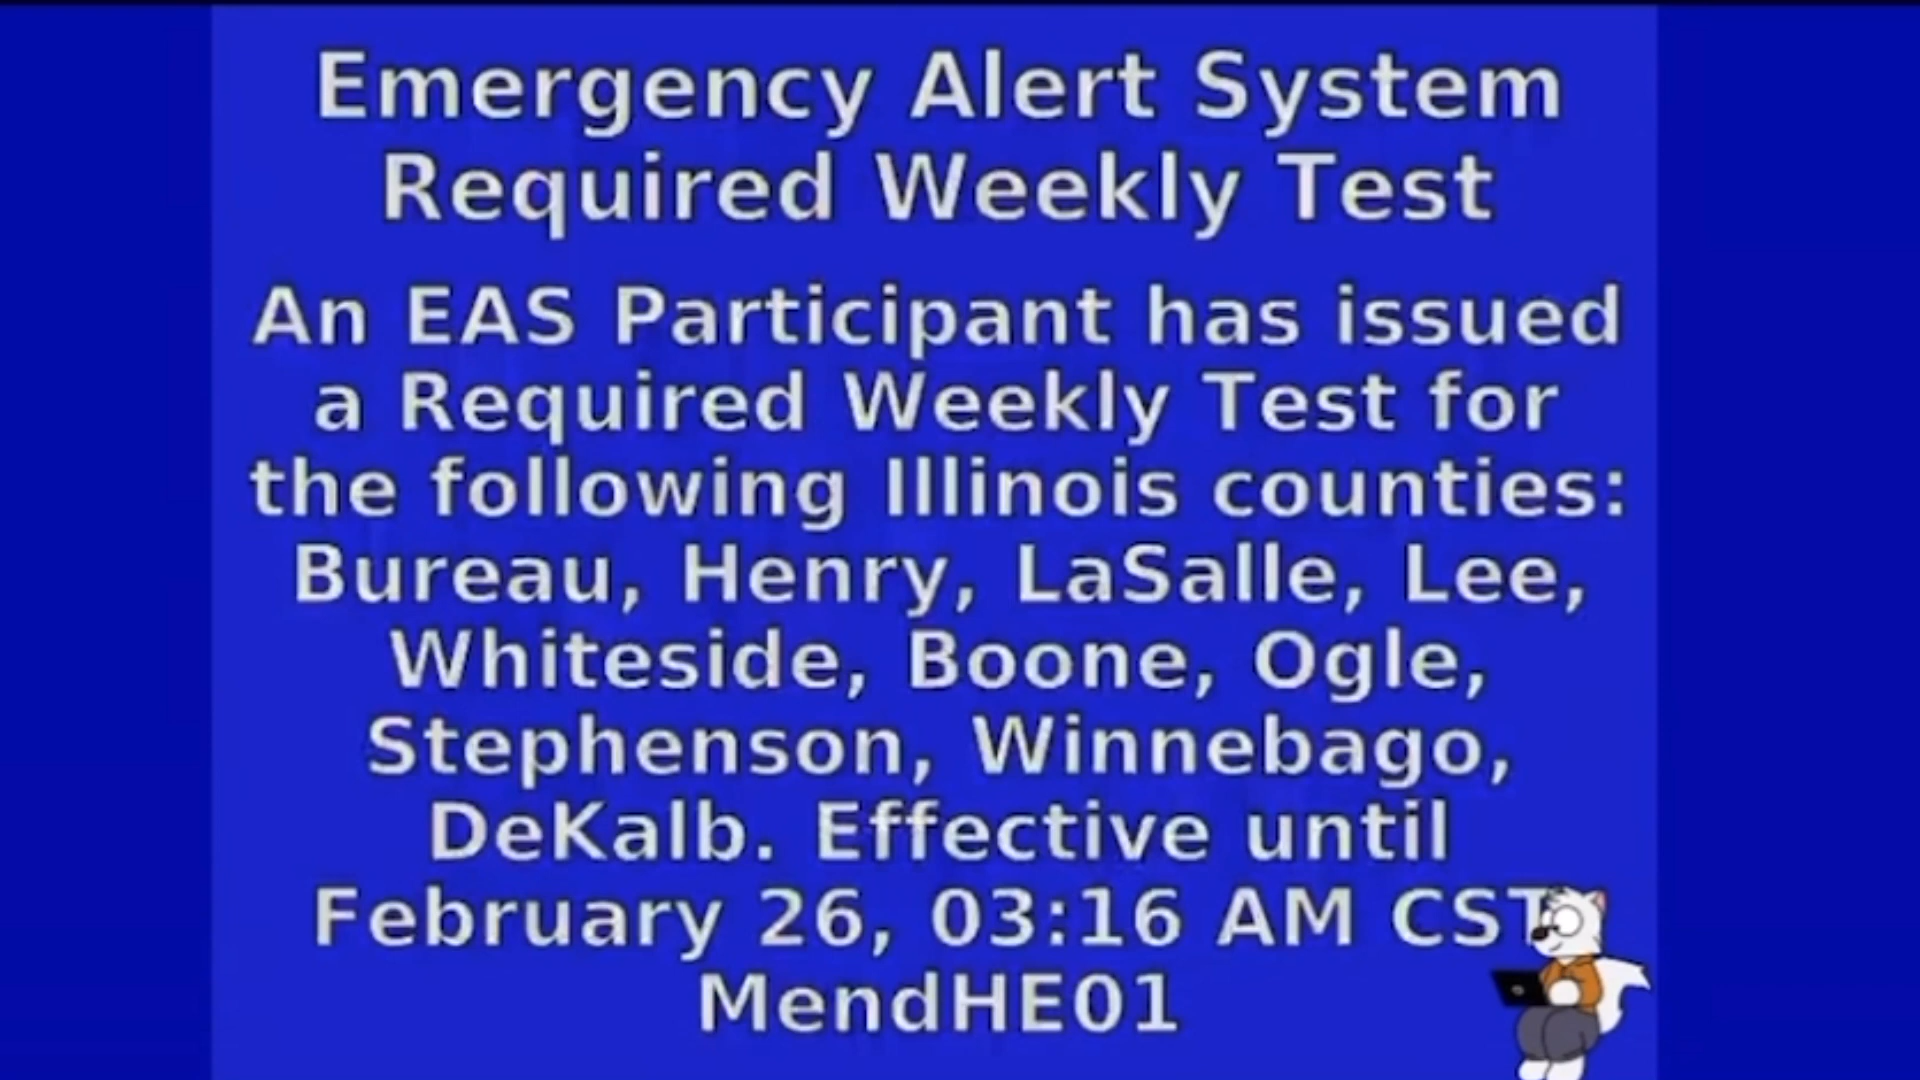 Emergency Alert System
Required Weekly Test
An EAS Participant has issued
a Required Weekly Test for
the following Illinois counties:
Bureau, Henry, LaSalle, Lee,
Whiteside, Boone, Ogle,
Stephenson, Winnebago,
DeKalb. Effective until
February 26, 03:16 AM CST
MendHE01